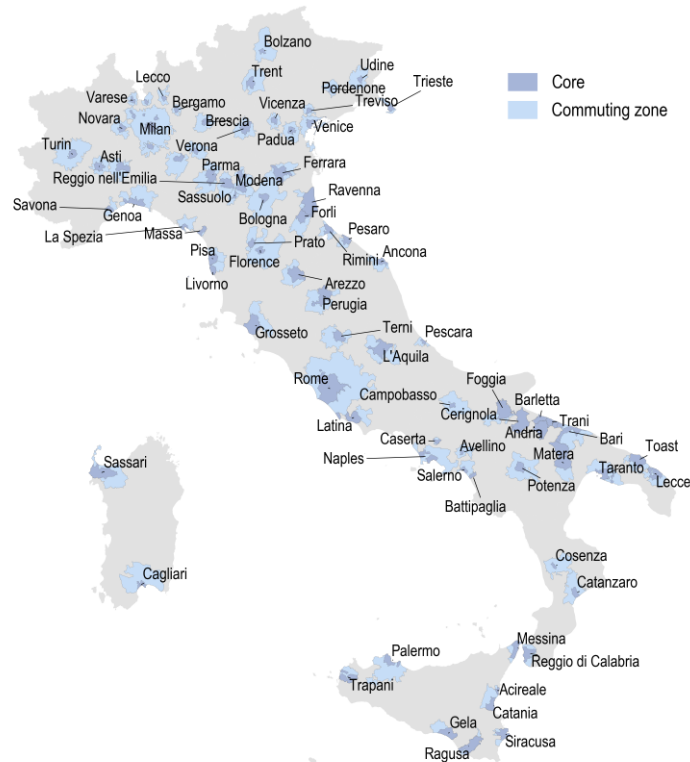 Bolzano
Udine
Lecco
Trent
Pordenone
Trieste
Core
Varese
Bergamo
Vicenza
Treviso
Commuting zone
Novara
Milan
Brescia
Venice
Turin
Verona
Padua
Asti
Parma
Ferrara
Reggio nell'Emilia
Modena
Ravenna
Savona
Sassuolo
Genoa
Bologna
Forli
La Spezia
Massa
Prato
Pesaro
Pisa
Florence
Rimini
Ancona
Livorno
Arezzo
Perugia
Grosseto
Terni
Pescara
L'Aquila
Rome
Foggia
Campobasso
Barletta
Latina
Cerignola
Trani
Andria
Bari
Caserta
Avellino
Matera
Toast
Naples
Taranto
Salerno
Potenza
Lecce
Sassari
Battipaglia
Cosenza
Cagliari
Catanzaro
Messina
Palermo
Reggio di Calabria
Trapani
Acireale
Catania
Gela
Siracusa
Ragusa